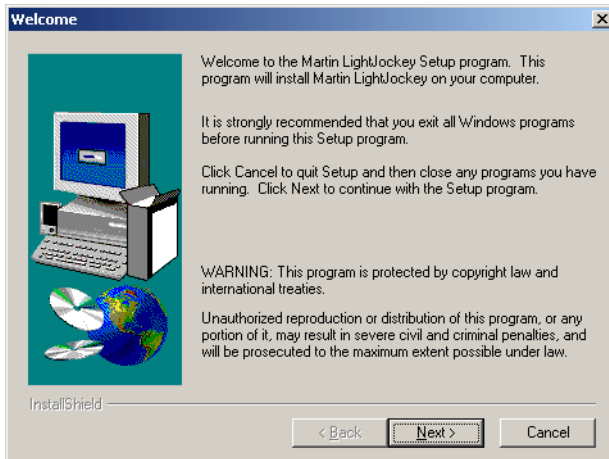 Welcome
Welcome to the Martin LightJockey Setup program. This
program will install Martin LightJockey on your computer.
It is strongly recommended that you exit all Windows programs
before running this Setup program.
Click Cancel to quit Setup and then close any programs you have
running. Click Next to continue with the Setup program.
WARNING: This program is protected by copyright law and
international treaties.
Unauthorized reproduction or distribution of this program, or any
portion of it, may result in severe civil and criminal penalties, and
will be prosecuted to the maximum extent possible under law.
InstallShield
< Back Next > Cancel